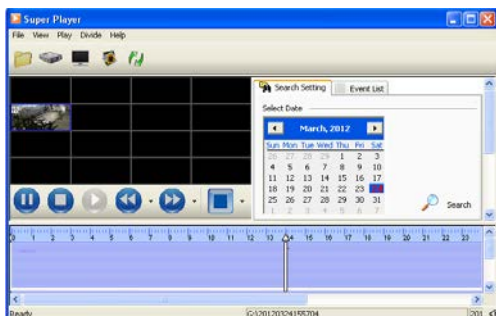 Super Player
File View Play Divide Help
Search Setting Event List
Select Date
March, 2012
Sun Mon Tue Wed Thu Fri Sat
26 27 28 29 1 2 3
4 5 6 7 8 9 10
11 12 13 14 15 16 17
18 19 20 21 22 23
25 26 27 28 29 30 31
1 2 3 4 5 6 7
Search
0 1 2 3 4 5 6 7 8 9 10 11 12 13 14 15 16 17 18 19 20 21 22 23
Ready G:\20120324155704 201